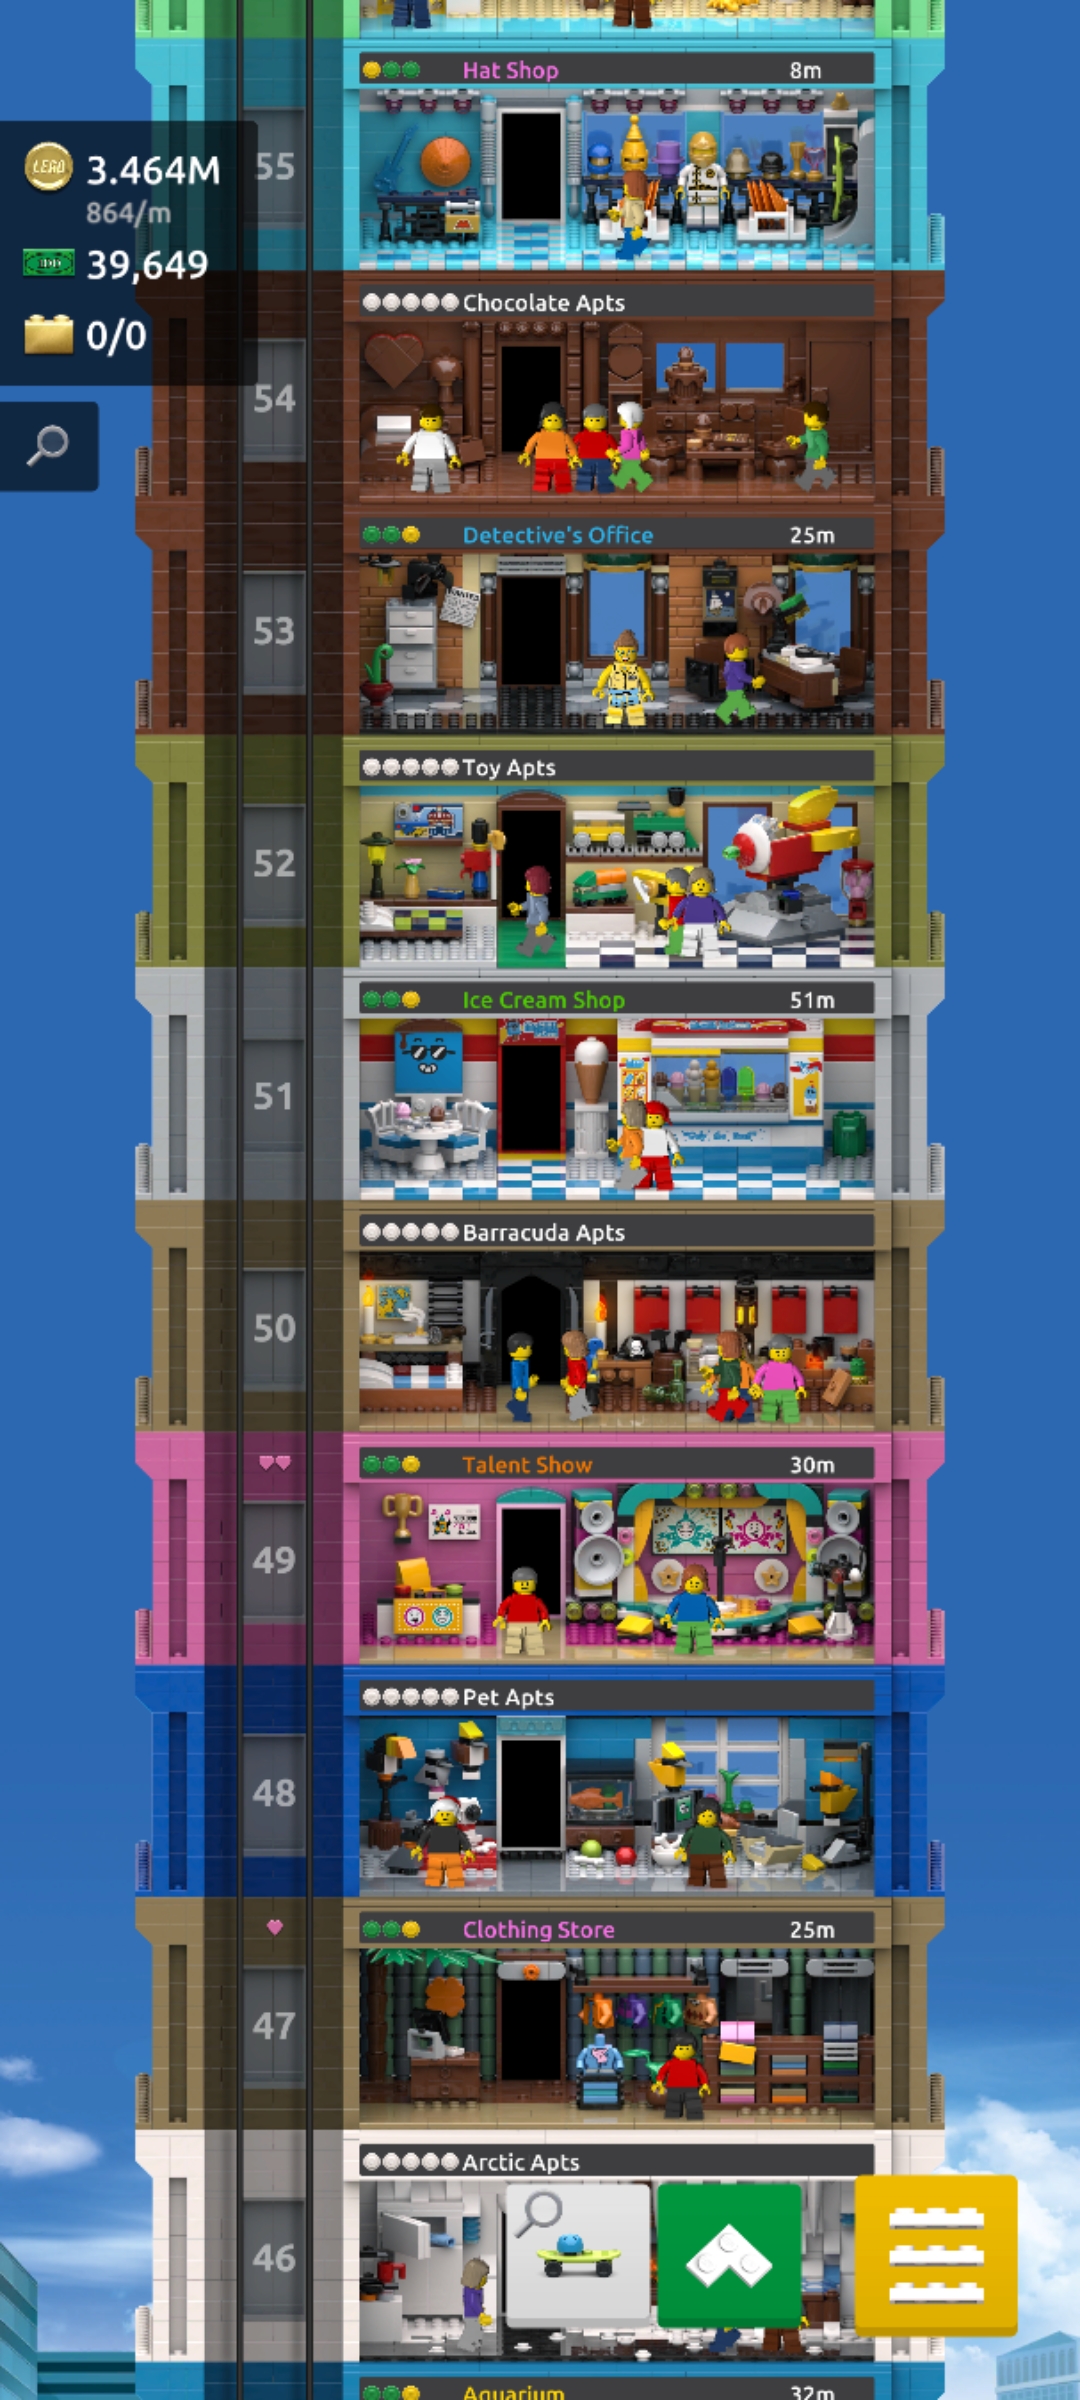 Hat Shop 8m
LEGO 3.464M
864/m
39,649
0/0
55
Chocolate Apts
54
Detective's Office 25m
53
WANTED
Toy Apts
52
Ice Cream Shop 51m
51
Barracuda Apts
50
Talent Show 30m
49
Pet Apts
48
Clothing Store 25m
47
Arctic Apts
46
Aquarium 32m